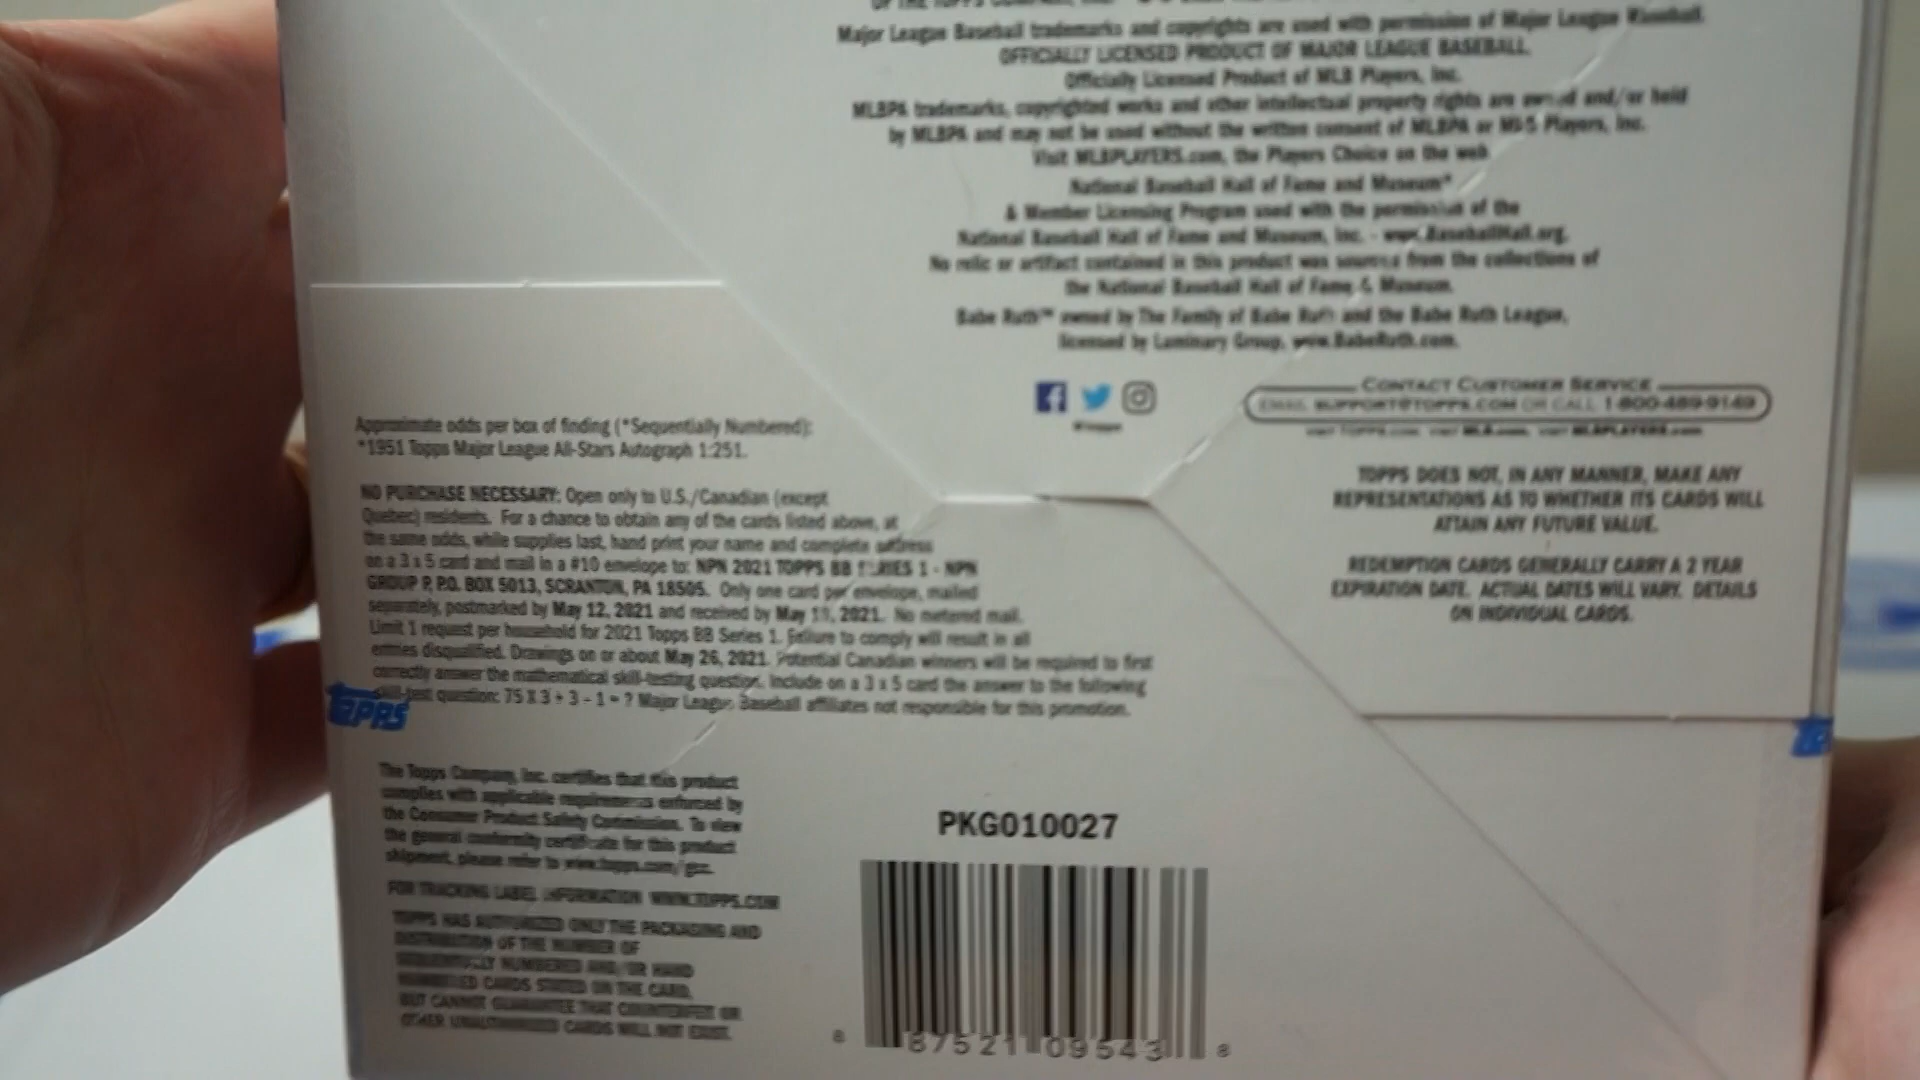 Major League Baseball trademarks and copyrights are used with permission of Major League Baseball.
OFFICIALLY LICENSED PRODUCT OF MAJOR LEAGUE BASEBALL.
Officially Licensed Product of MLB Players, Inc.
MLBPA trademarks, copyrighted works and other intellectual property rights are owned and/or held
by MLBPA and may not be used without the written consent of MLBPA or MLB Players, Inc.
Visit MLBPLAYERS.com, the Players Choice on the web
National Baseball Hall of Fame and Museum®
& Member Licensing Program used with the permission of the
National Baseball Hall of Fame and Museum, Inc. - www.BaseballHall.org.
No relic or artifact contained in this product was sourced from the collections of
the National Baseball Hall of Fame & Museum.
Babe Ruth™ owned by The Family of Babe Ruth and the Babe Ruth League,
licensed by Luminary Group, www.BabeRuth.com.
CONTACT CUSTOMER SERVICE
EMAIL SUPPORT@TOPPS.COM OR CALL 1-800-489-9149
VISIT TOPPS.COM, VISIT MLB.com, VISIT MLBPLAYERS.com
TOPPS DOES NOT, IN ANY MANNER, MAKE ANY
REPRESENTATIONS AS TO WHETHER ITS CARDS WILL
ATTAIN ANY FUTURE VALUE.
REDEMPTION CARDS GENERALLY CARRY A 2 YEAR
EXPIRATION DATE. ACTUAL DATES WILL VARY. DETAILS
ON INDIVIDUAL CARDS.
Approximate odds per box of finding (*Sequentially Numbered):
*1951 Topps Major League All-Stars Autograph 1:251.
NO PURCHASE NECESSARY: Open only to U.S./Canadian (except
Quebec) residents. For a chance to obtain any of the cards listed above, at
the same odds, while supplies last, hand print your name and complete address
on a 3 x 5 card and mail in a #10 envelope to: NPN 2021 TOPPS BB SERIES 1 - NPN
GROUP P, P.O. BOX 5013, SCRANTON, PA 18505. Only one card per envelope, mailed
separately, postmarked by May 12, 2021 and received by May , 2021. No metered mail.
Limit 1 request per household for 2021 Topps BB Series 1. Failure to comply will result in all
entries disqualified. Drawings on or about May 26, 2021. Potential Canadian winners will be required to first
correctly answer the mathematical skill-testing question. Include on a 3 x 5 card the answer to the following
skill-test question: 75 X 3 + 3 - 1 = ? Major League Baseball affiliates not responsible for this promotion.
TOPPS
The Topps Company, Inc. certifies that this product
complies with applicable requirements enforced by
the Consumer Product Safety Commission. To view
the general conformity certificate for this product
shipment, please refer to www.topps.com/gcc.
FOR TRACKING LABEL INFORMATION WWW.TOPPS.COM
TOPPS HAS AUTHORIZED ONLY THE PACKAGING AND
DISTRIBUTION OF THE NUMBER OF
SEQUENTIALLY NUMBERED AND/OR HAND
NUMBERED CARDS STATED ON THE CARD,
BUT CANNOT GUARANTEE THAT COUNTERFEIT OR
OTHER UNAUTHORIZED CARDS WILL NOT EXIST.
PKG010027
8 87521 09543 8